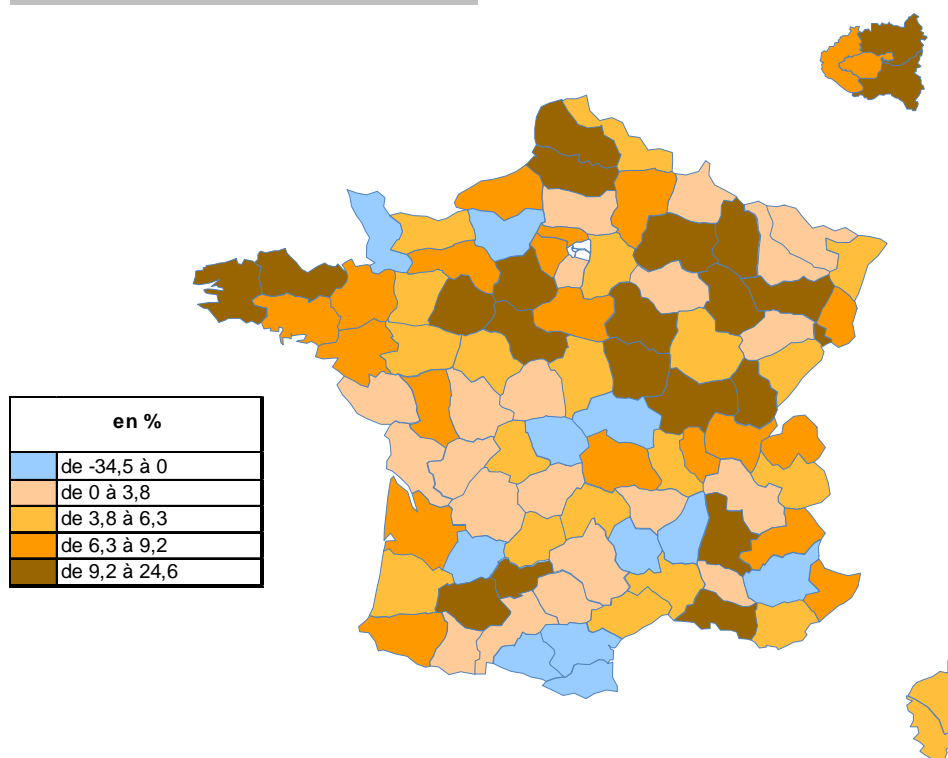 en %
de -34,5 à 0
de 0 à 3,8
de 3,8 à 6,3
de 6,3 à 9,2
de 9,2 à 24,6